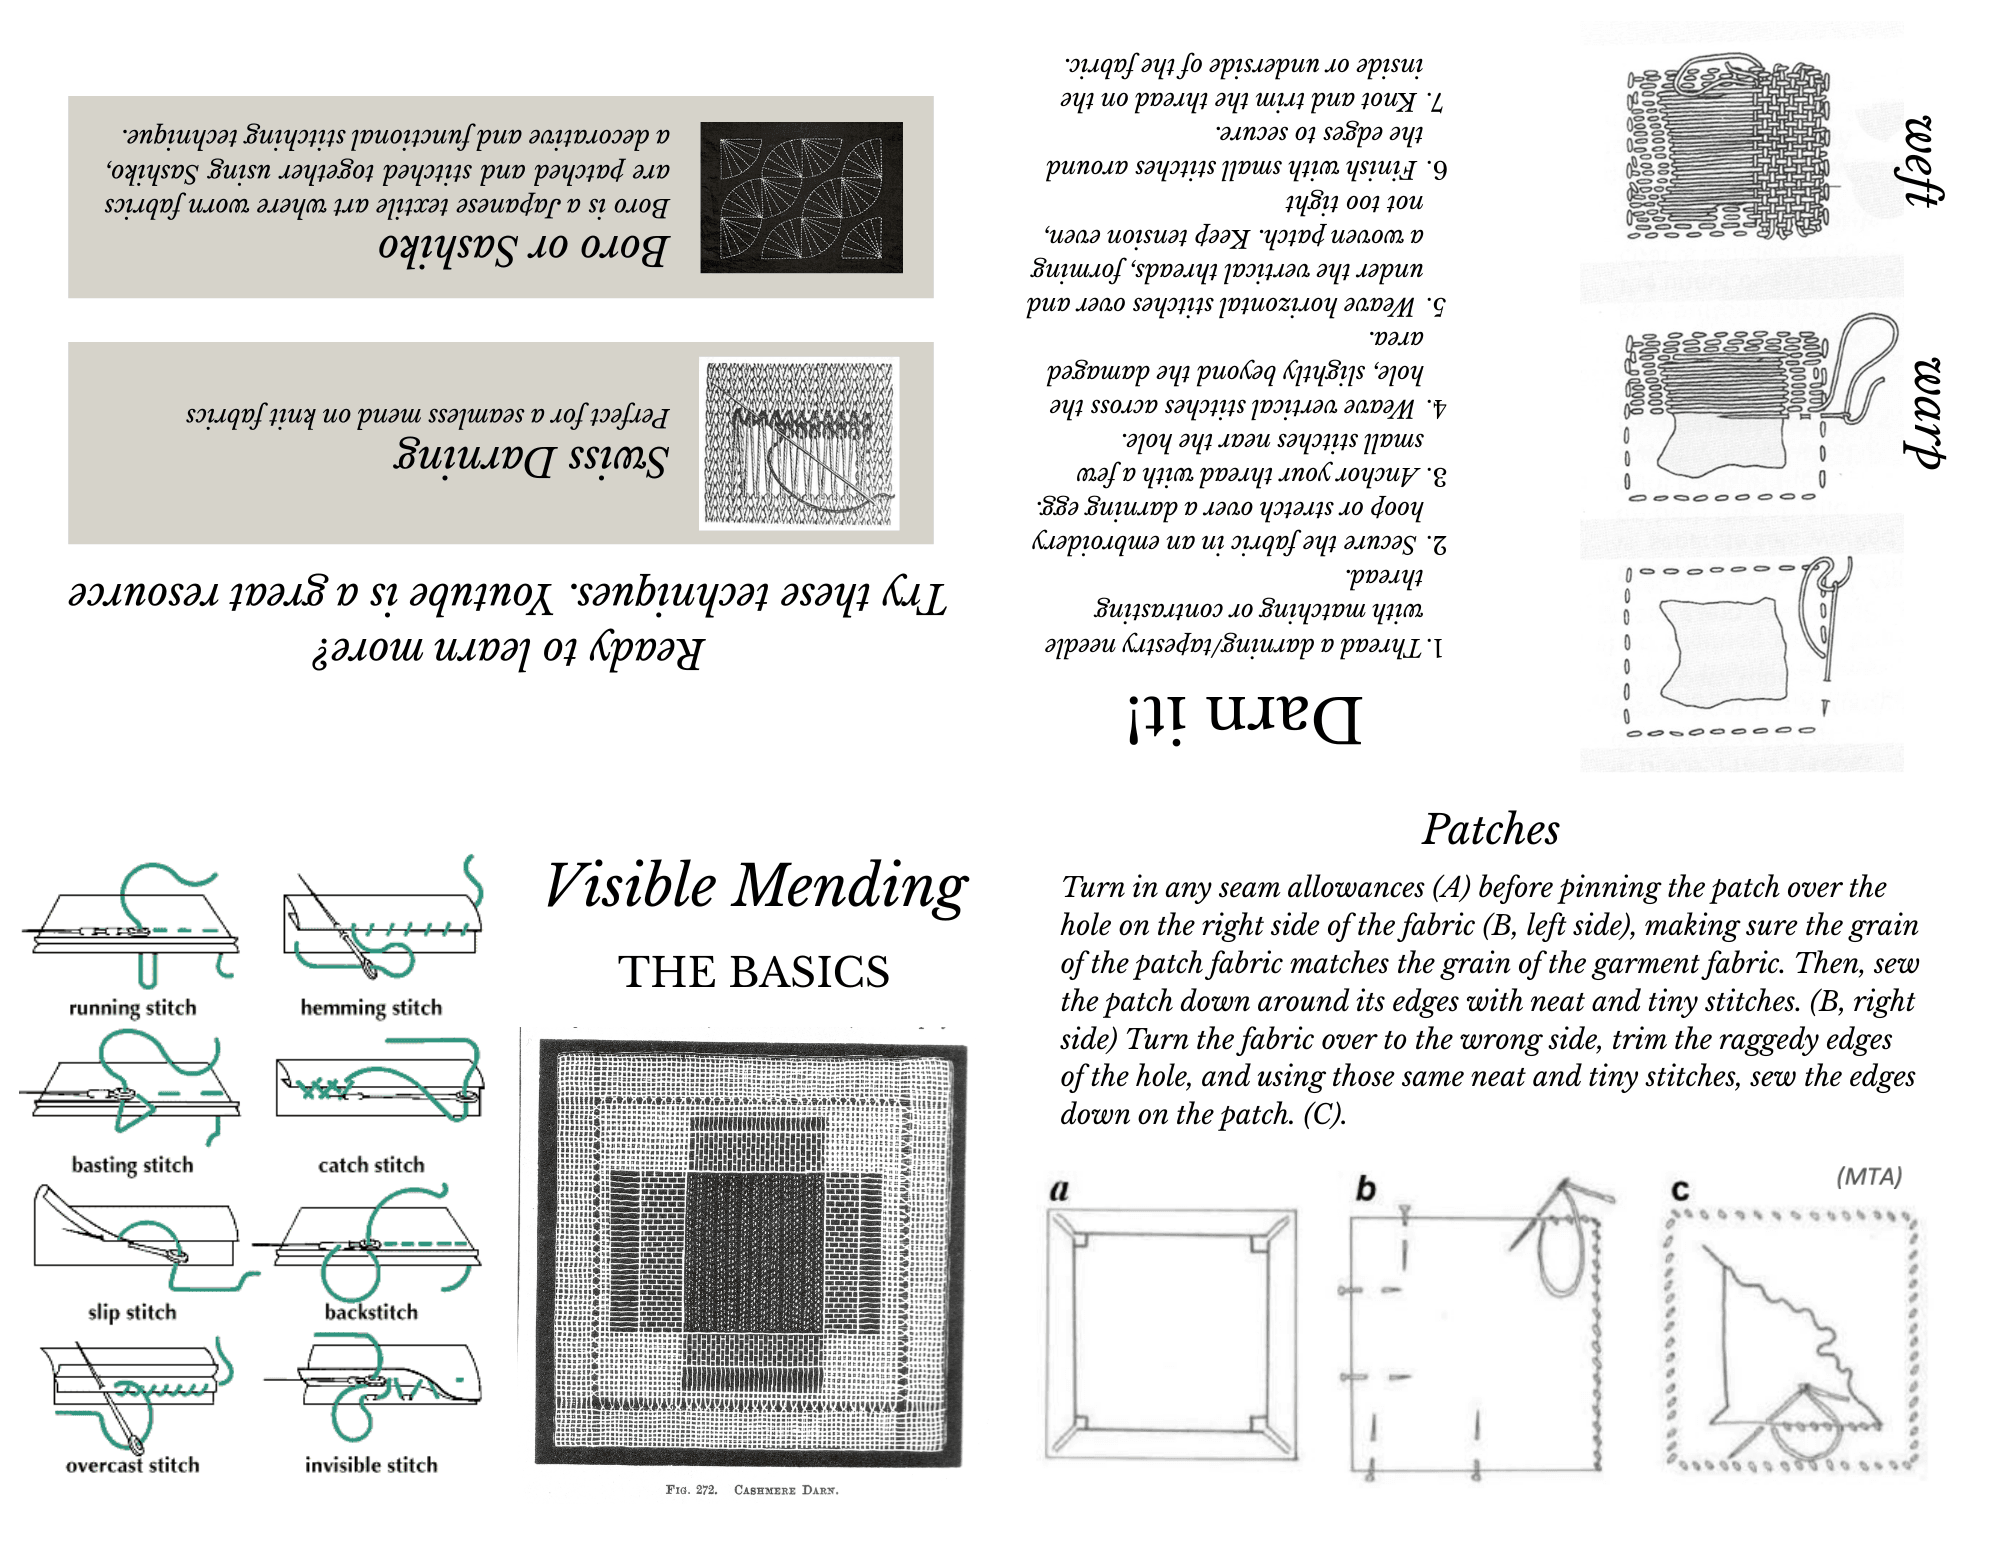 Visible Mending
THE BASICS
FIG. 272. CASHMERE DARN.
running stitch
hemming stitch
basting stitch
catch stitch
slip stitch
backstitch
overcast stitch
invisible stitch
Patches
Turn in any seam allowances (A) before pinning the patch over the
hole on the right side of the fabric (B, left side), making sure the grain
of the patch fabric matches the grain of the garment fabric. Then, sew
the patch down around its edges with neat and tiny stitches. (B, right
side) Turn the fabric over to the wrong side, trim the raggedy edges
of the hole, and using those same neat and tiny stitches, sew the edges
down on the patch. (C).
(MTA)
a
b
c
Darn it!
1. Thread a darning/tapestry needle
with matching or contrasting
thread.
2. Secure the fabric in an embroidery
hoop or stretch over a darning egg.
3. Anchor your thread with a few
small stitches near the hole.
4. Weave vertical stitches across the
hole, slightly beyond the damaged
area.
5. Weave horizontal stitches over and
under the vertical threads, forming
a woven patch. Keep tension even,
not too tight
6. Finish with small stitches around
the edges to secure.
7. Knot and trim the thread on the
inside or underside of the fabric.
warp
weft
Ready to learn more?
Try these techniques. Youtube is a great resource
Swiss Darning
Perfect for a seamless mend on knit fabrics
Boro or Sashiko
Boro is a Japanese textile art where worn fabrics
are patched and stitched together using Sashiko,
a decorative and functional stitching technique.